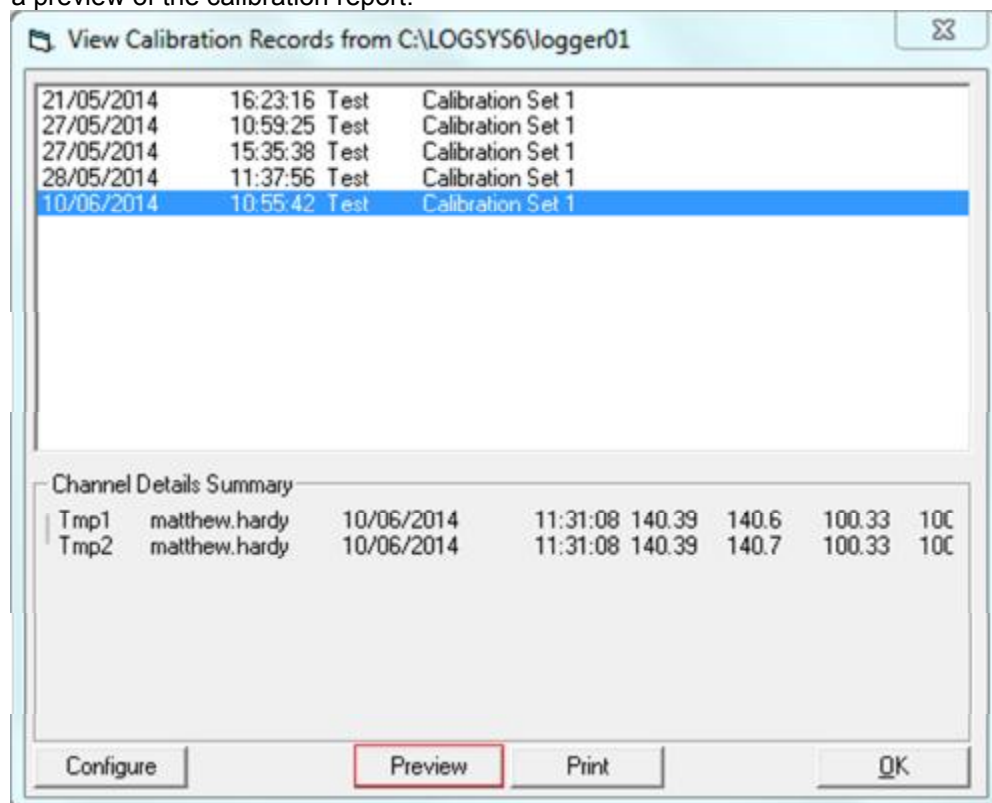 a preview of the calibration report.
View Calibration Records from C:\LOGSYS6\logger01
21/05/2014 16:23:16 Test Calibration Set 1
27/05/2014 10:59:25 Test Calibration Set 1
27/05/2014 15:35:38 Test Calibration Set 1
28/05/2014 11:37:56 Test Calibration Set 1
10/06/2014 10:55:42 Test Calibration Set 1
Channel Details Summary
Tmp1 matthew.hardy 10/06/2014 11:31:08 140.39 140.6 100.33
Tmp2 matthew.hardy 10/06/2014 11:31:08 140.39 140.7 100.33
Configure Preview Print OK